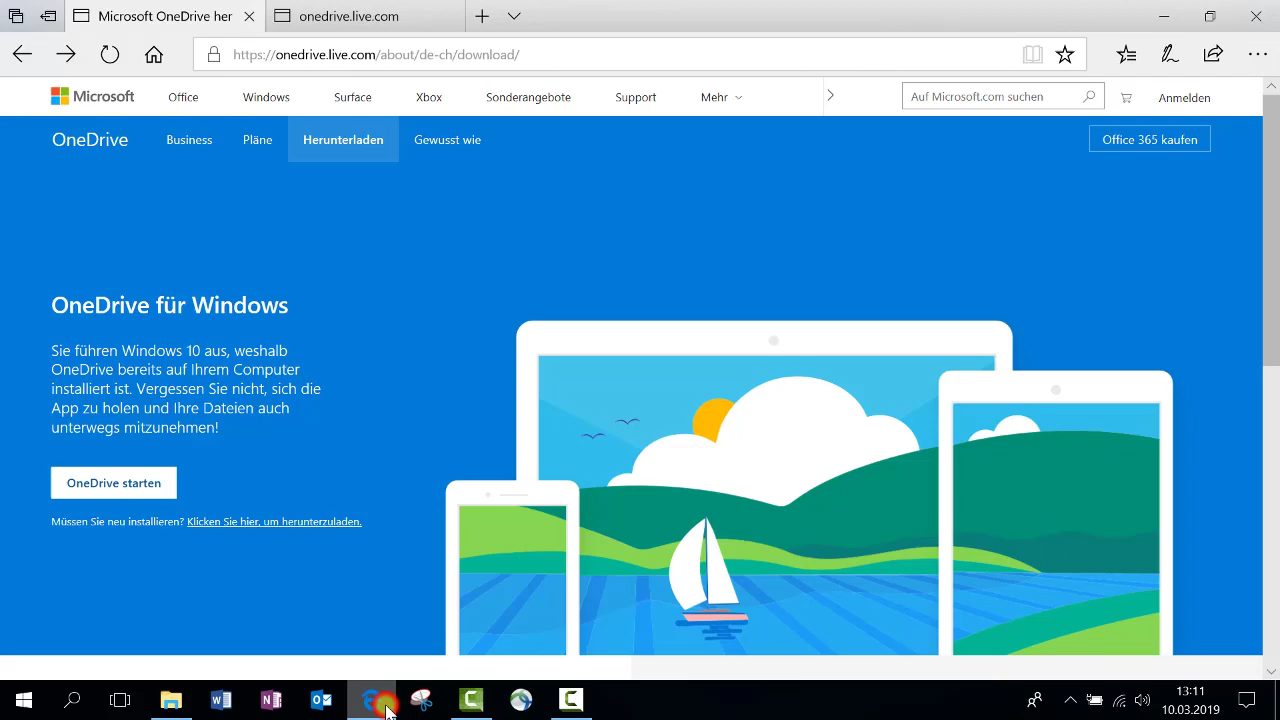 Microsoft OneDrive her
onedrive.live.com
https://onedrive.live.com/about/de-ch/download/
Microsoft Office Windows Surface Xbox Sonderangebote Support Mehr Auf Microsoft.com suchen Anmelden
OneDrive Business Pläne Herunterladen Gewusst wie Office 365 kaufen
OneDrive für Windows
Sie führen Windows 10 aus, weshalb
OneDrive bereits auf Ihrem Computer
installiert ist. Vergessen Sie nicht, sich die
App zu holen und Ihre Dateien auch
unterwegs mitzunehmen!
OneDrive starten
Müssen Sie neu installieren? Klicken Sie hier, um herunterzuladen.
13:11
10.03.2019